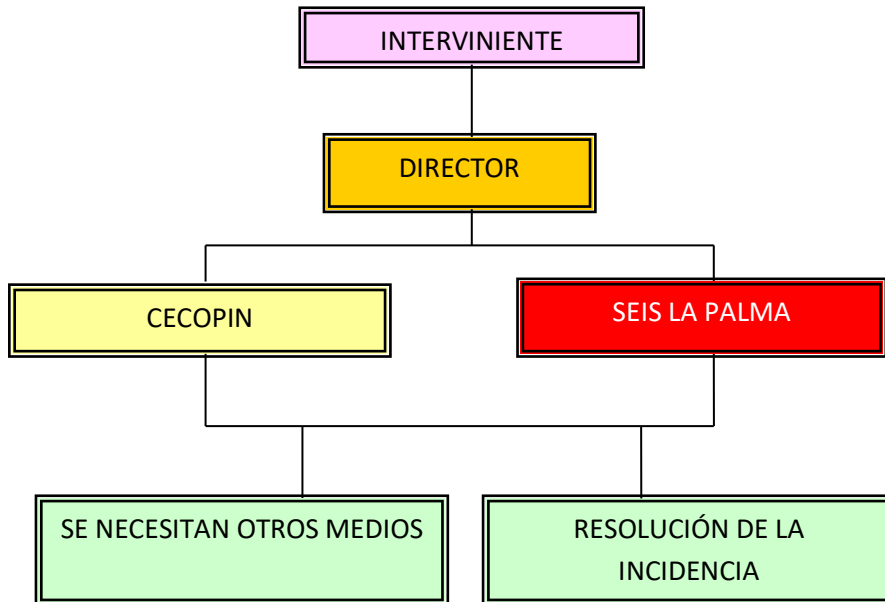 INTERVINIENTE
DIRECTOR
CECOPIN
SEIS LA PALMA
SE NECESITAN OTROS MEDIOS
RESOLUCIÓN DE LA
INCIDENCIA